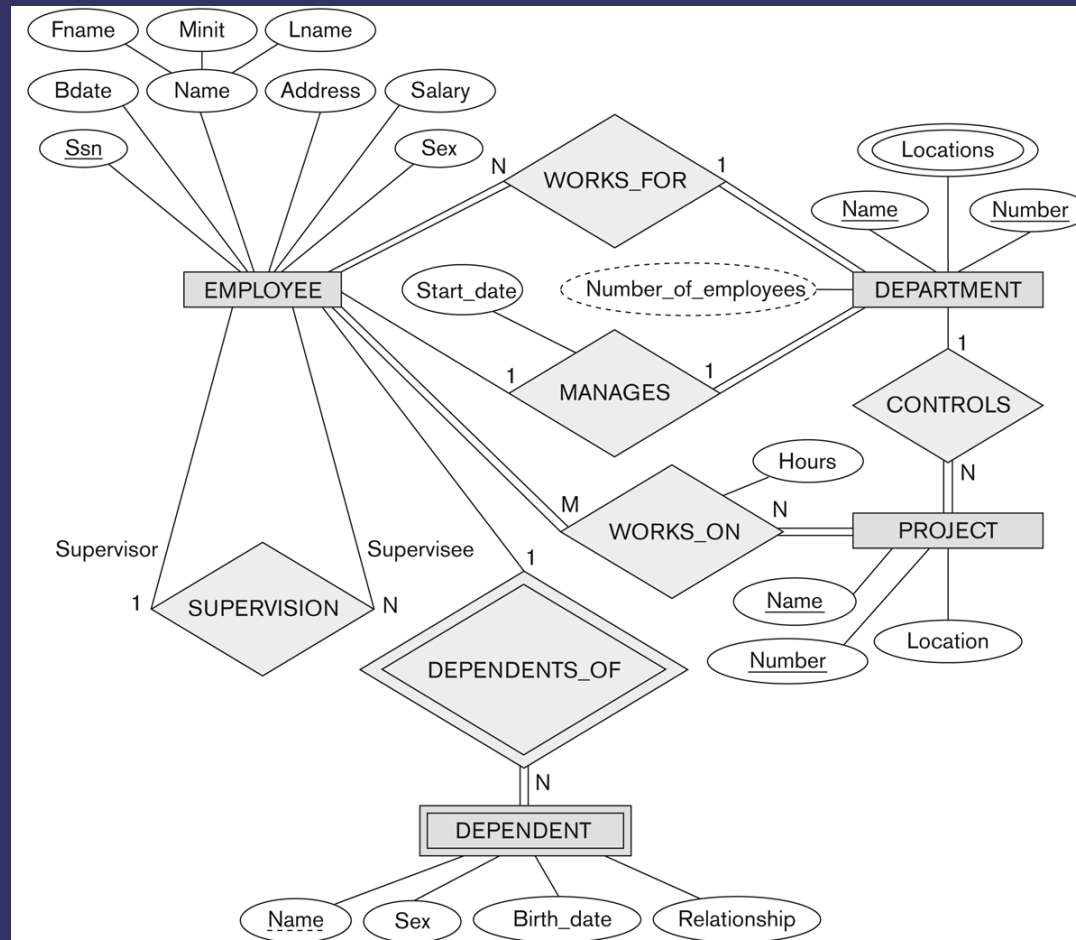 Fname
Minit
Lname
Bdate
Name
Address
Salary
Ssn
Sex
N
WORKS_FOR
1
Locations
Name
Number
EMPLOYEE
Start_date
Number_of_employees
DEPARTMENT
1
MANAGES
1
1
CONTROLS
N
Hours
M
WORKS_ON
N
PROJECT
Supervisor
Supervisee
1
1
SUPERVISION
N
Name
Number
Location
DEPENDENTS_OF
N
DEPENDENT
Name
Sex
Birth_date
Relationship